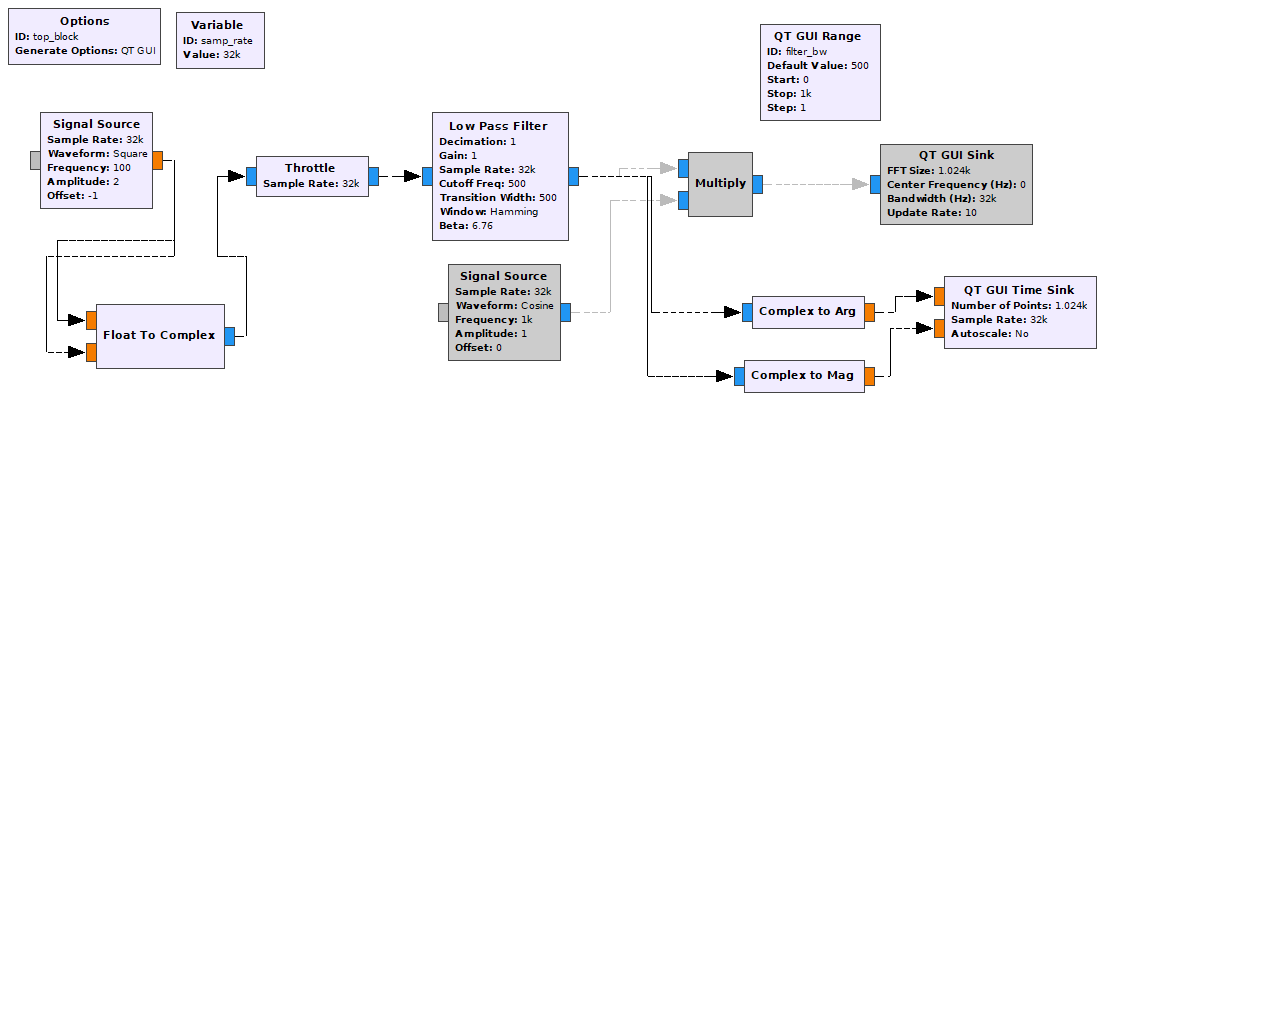 Options
ID: top_block
Generate Options: QT GUI
Variable
ID: samp_rate
Value: 32k
QT GUI Range
ID: filter_bw
Default Value: 500
Start: 0
Stop: 1k
Step: 1
Signal Source
Sample Rate: 32k
Waveform: Square
Frequency: 100
Amplitude: 2
Offset: -1
Throttle
Sample Rate: 32k
Low Pass Filter
Decimation: 1
Gain: 1
Sample Rate: 32k
Cutoff Freq: 500
Transition Width: 500
Window: Hamming
Beta: 6.76
Multiply
QT GUI Sink
FFT Size: 1.024k
Center Frequency (Hz): 0
Bandwidth (Hz): 32k
Update Rate: 10
Float To Complex
Signal Source
Sample Rate: 32k
Waveform: Cosine
Frequency: 1k
Amplitude: 1
Offset: 0
Complex to Arg
Complex to Mag
QT GUI Time Sink
Number of Points: 1.024k
Sample Rate: 32k
Autoscale: No